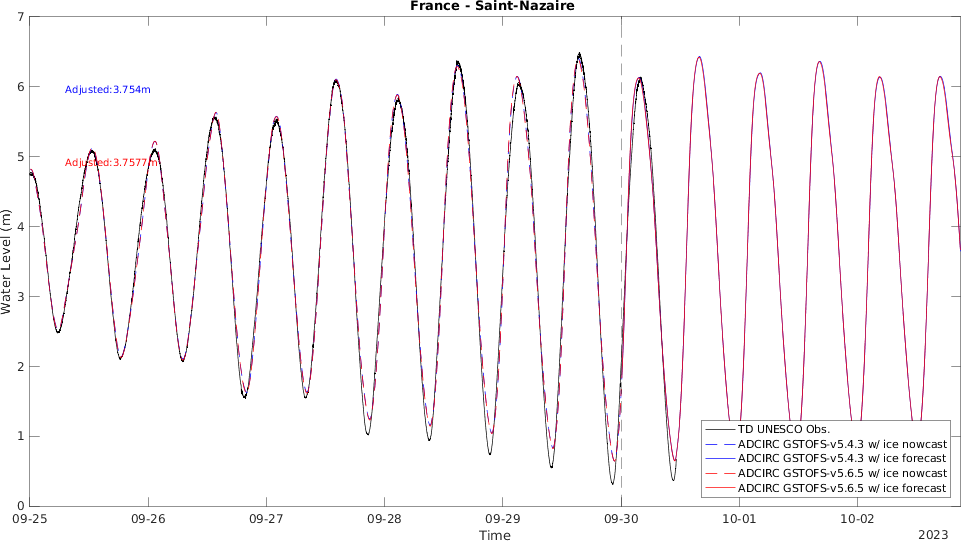 France - Saint-Nazaire
7
6
5
4
3
2
1
0
Water Level (m)
Adjusted:3.754m
Adjusted:3.7577m
TD UNESCO Obs.
ADCIRC GSTOFS-v5.4.3 w/ ice nowcast
ADCIRC GSTOFS-v5.4.3 w/ ice forecast
ADCIRC GSTOFS-v5.6.5 w/ ice nowcast
ADCIRC GSTOFS-v5.6.5 w/ ice forecast
09-25 09-26 09-27 09-28 09-29 09-30 10-01 10-02
Time
2023